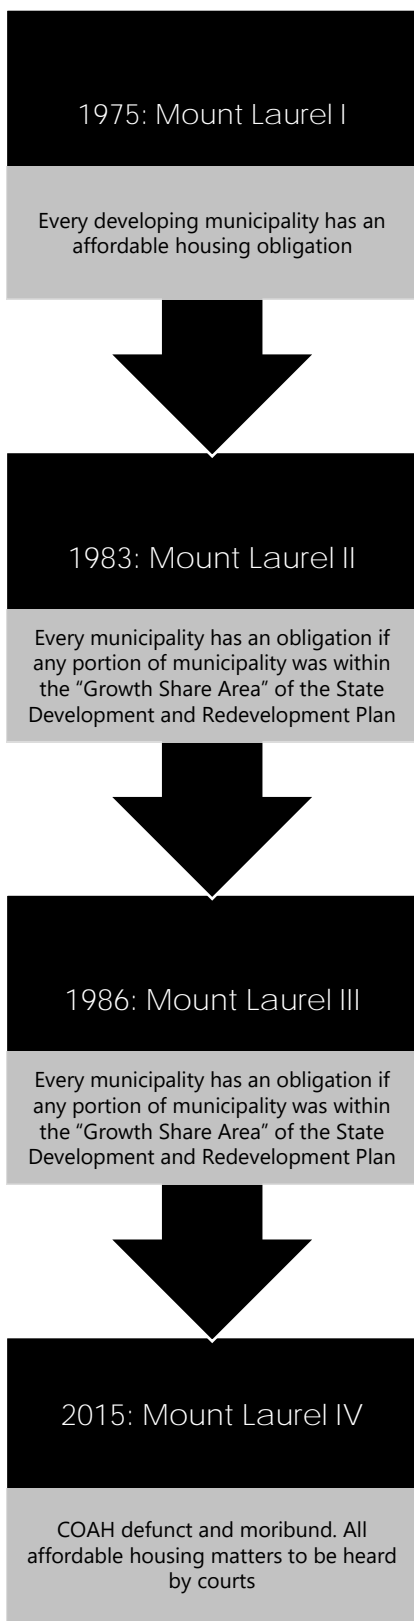 1975: Mount Laurel I
Every developing municipality has an
affordable housing obligation
1983: Mount Laurel II
Every municipality has an obligation if
any portion of municipality was within
the “Growth Share Area” of the State
Development and Redevelopment Plan
1986: Mount Laurel III
Every municipality has an obligation if
any portion of municipality was within
the “Growth Share Area” of the State
Development and Redevelopment Plan
2015: Mount Laurel IV
COAH defunct and moribund. All
affordable housing matters to be heard
by courts